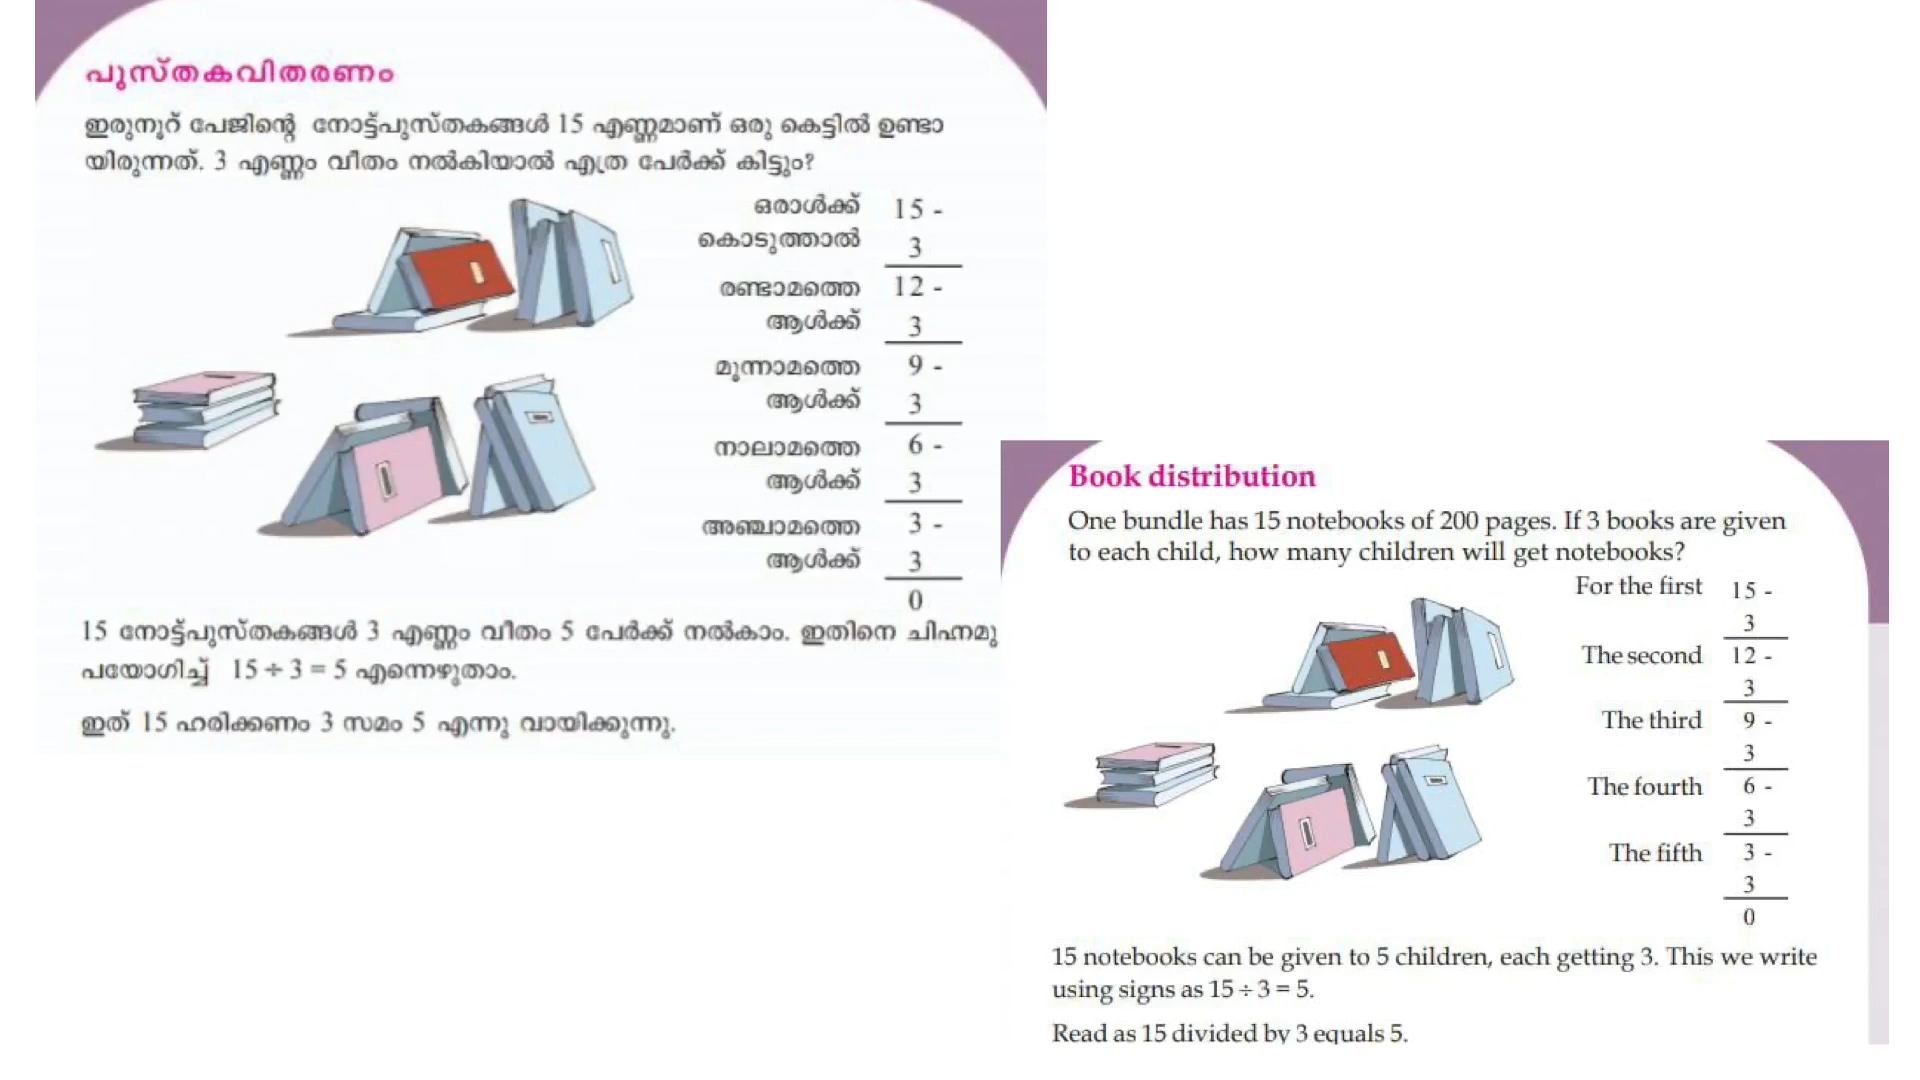 പുസ്തകവിതരണം
ഇരുനൂറ് പേജിന്റെ നോട്ട്പുസ്തകങ്ങൾ 15 എണ്ണമാണ് ഒരു കെട്ടിൽ ഉണ്ടാ
യിരുന്നത്. 3 എണ്ണം വീതം നൽകിയാൽ എത്ര പേർക്ക് കിട്ടും?
ഒരാൾക്ക് 15 -
കൊടുത്താൽ 3
രണ്ടാമത്തെ 12 -
ആൾക്ക് 3
മൂന്നാമത്തെ 9 -
ആൾക്ക് 3
നാലാമത്തെ 6 -
ആൾക്ക് 3
അഞ്ചാമത്തെ 3 -
ആൾക്ക് 3
0
15 നോട്ട്പുസ്തകങ്ങൾ 3 എണ്ണം വീതം 5 പേർക്ക് നൽകാം. ഇതിനെ ചിഹ്നമു
പയോഗിച്ച് 15 ÷ 3 = 5 എന്നെഴുതാം.
ഇത് 15 ഹരിക്കണം 3 സമം 5 എന്നു വായിക്കുന്നു.
Book distribution
One bundle has 15 notebooks of 200 pages. If 3 books are given
to each child, how many children will get notebooks?
For the first 15 -
3
The second 12 -
3
The third 9 -
3
The fourth 6 -
3
The fifth 3 -
3
0
15 notebooks can be given to 5 children, each getting 3. This we write
using signs as 15 ÷ 3 = 5.
Read as 15 divided by 3 equals 5.